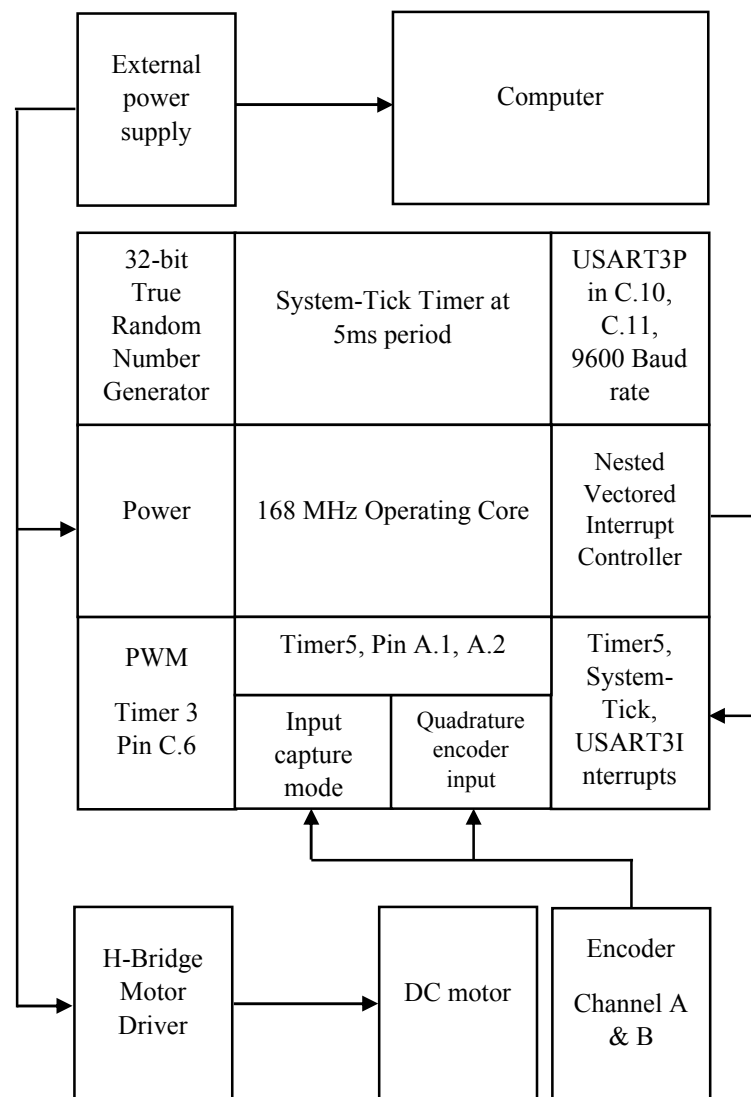 External
power
supply
Computer
32-bit
True
Random
Number
Generator
System-Tick Timer at
5ms period
USART3P
in C.10,
C.11,
9600 Baud
rate
Power
168 MHz Operating Core
Nested
Vectored
Interrupt
Controller
PWM
Timer 3
Pin C.6
Timer5, Pin A.1, A.2
Input
capture
mode
Quadrature
encoder
input
Timer5,
System-
Tick,
USART3I
nterrupts
H-Bridge
Motor
Driver
DC motor
Encoder
Channel A
& B